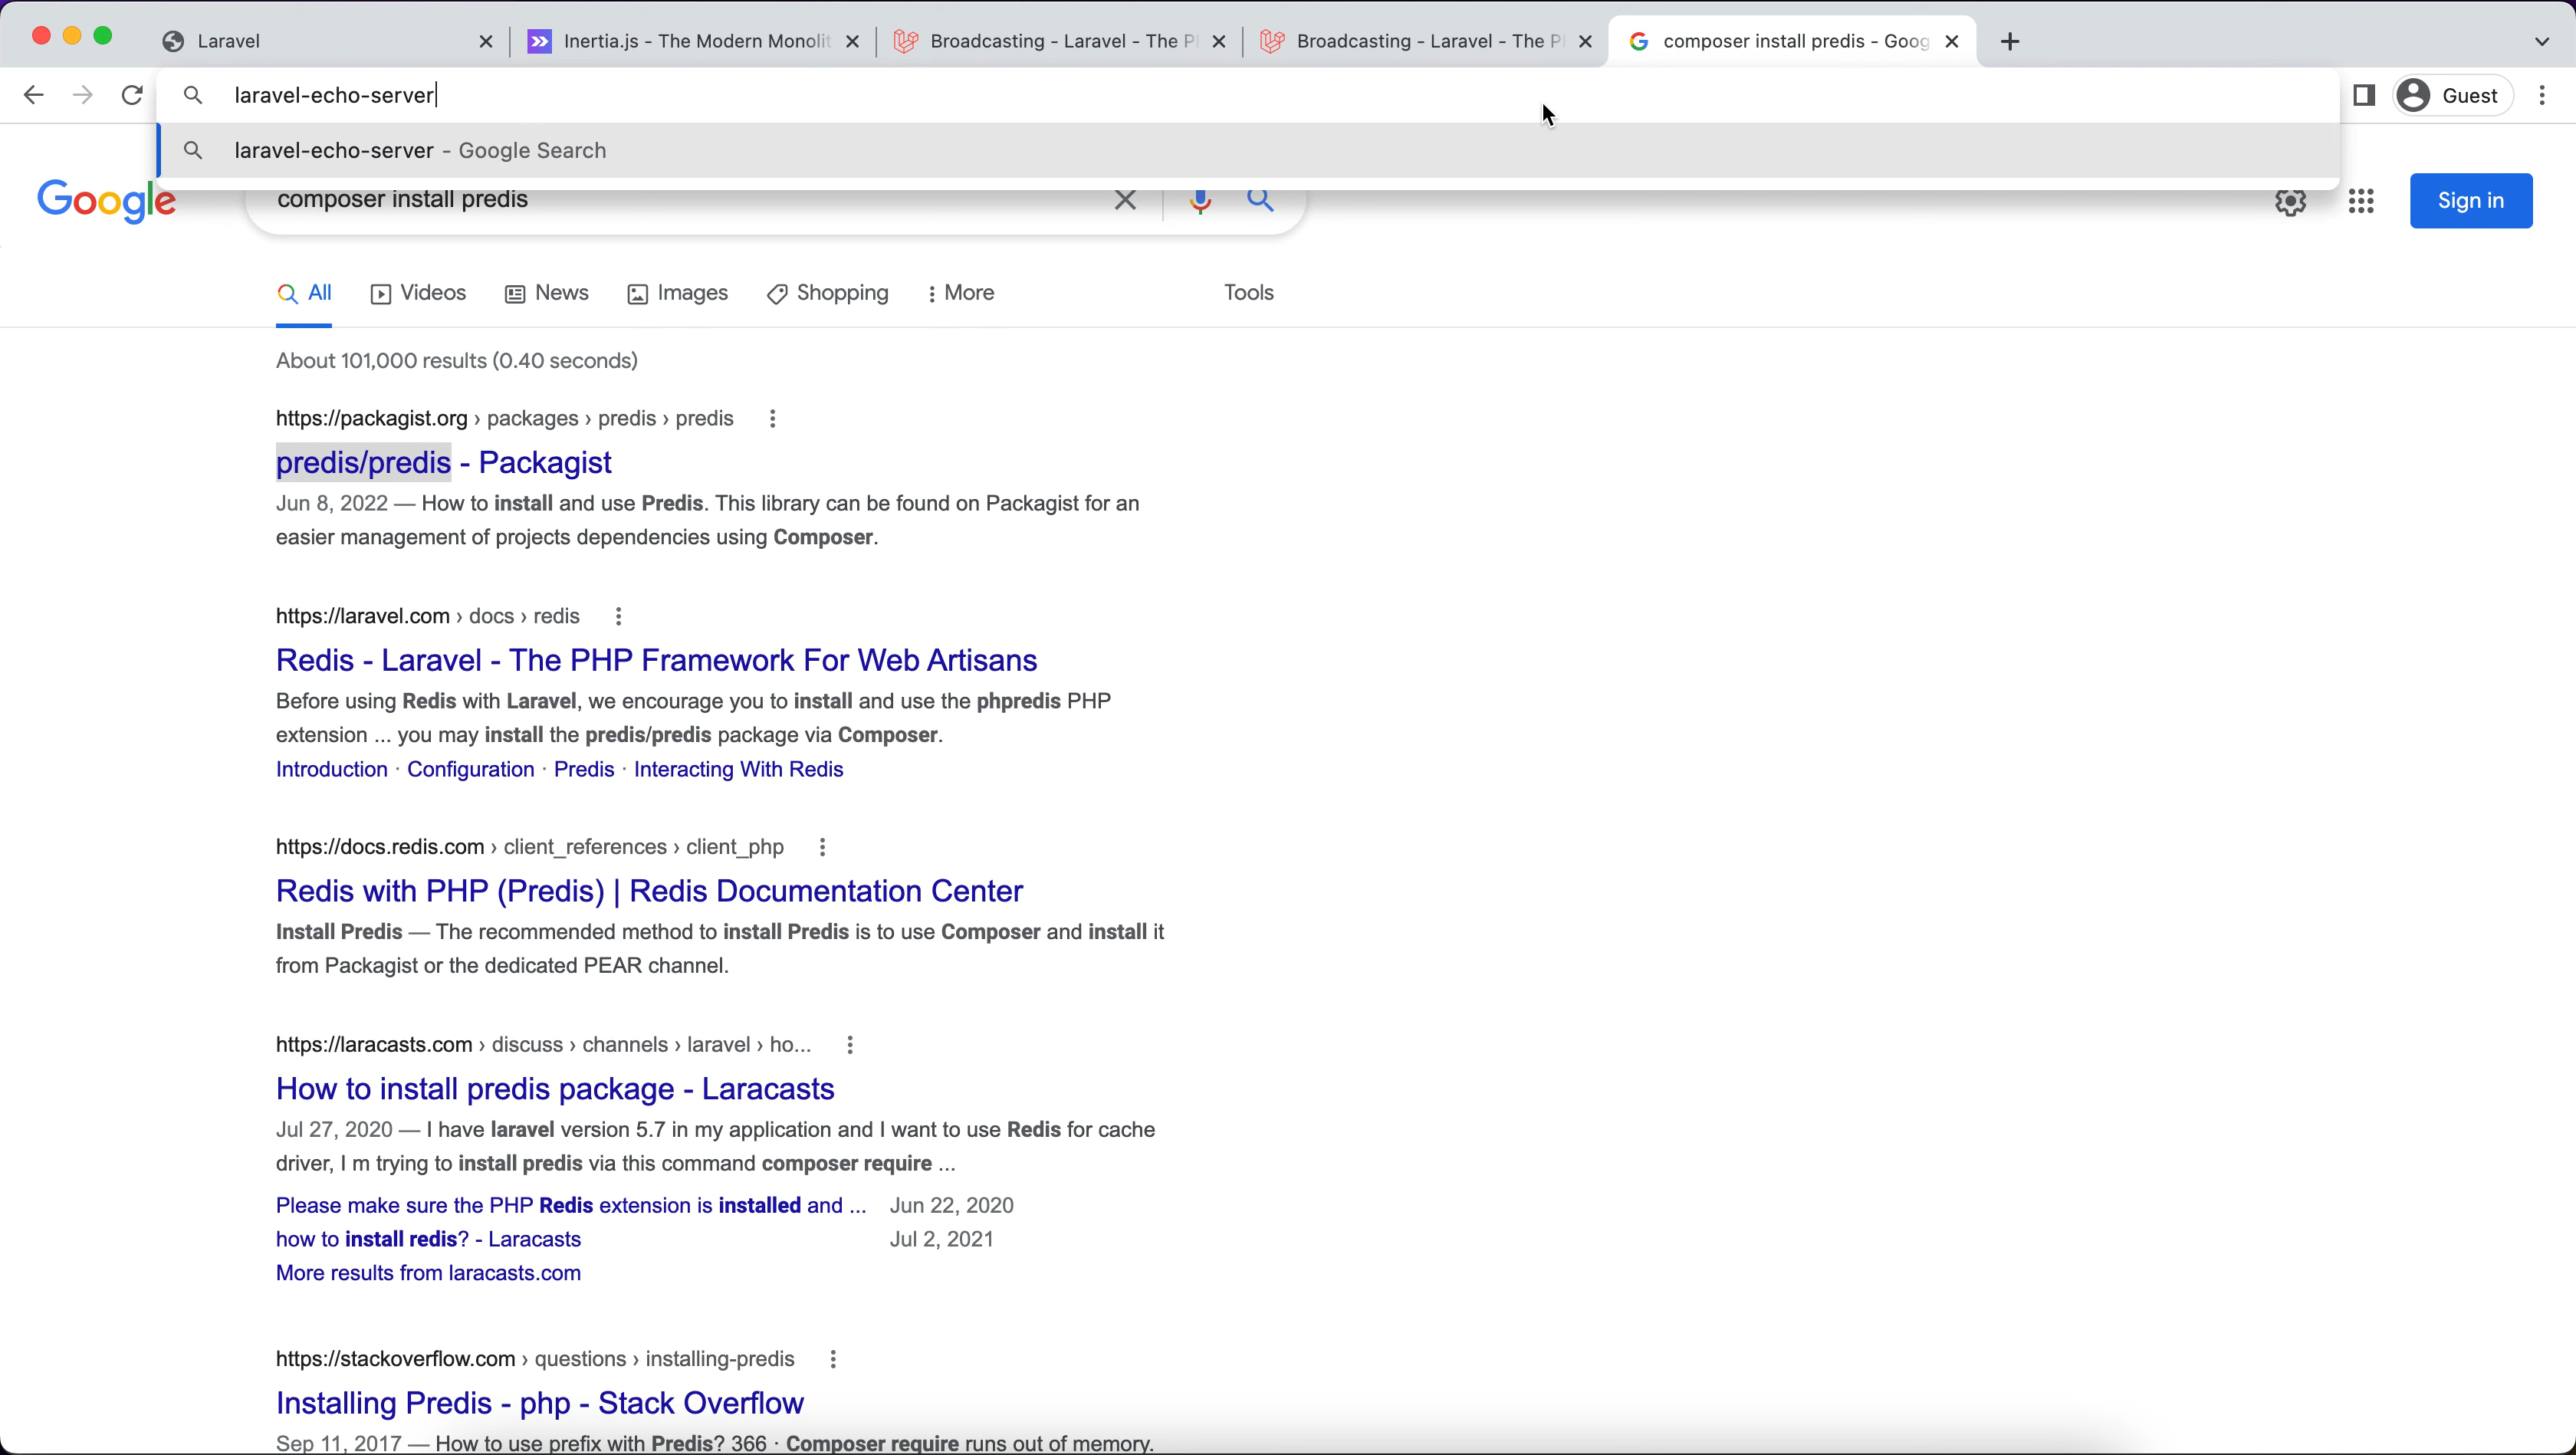 Laravel
Inertia.js - The Modern Monolit
Broadcasting - Laravel - The P
Broadcasting - Laravel - The P
composer install predis - Goog
laravel-echo-server
Guest
laravel-echo-server - Google Search
Google
composer install predis
Sign in
All
Videos
News
Images
Shopping
More
Tools
About 101,000 results (0.40 seconds)
https://packagist.org › packages › predis › predis
predis/predis - Packagist
Jun 8, 2022 — How to install and use Predis. This library can be found on Packagist for an
easier management of projects dependencies using Composer.
https://laravel.com › docs › redis
Redis - Laravel - The PHP Framework For Web Artisans
Before using Redis with Laravel, we encourage you to install and use the phpredis PHP
extension ... you may install the predis/predis package via Composer.
Introduction · Configuration · Predis · Interacting With Redis
https://docs.redis.com › client_references › client_php
Redis with PHP (Predis) | Redis Documentation Center
Install Predis — The recommended method to install Predis is to use Composer and install it
from Packagist or the dedicated PEAR channel.
https://laracasts.com › discuss › channels › laravel › ho...
How to install predis package - Laracasts
Jul 27, 2020 — I have laravel version 5.7 in my application and I want to use Redis for cache
driver, I m trying to install predis via this command composer require ...
Please make sure the PHP Redis extension is installed and ... Jun 22, 2020
how to install redis? - Laracasts Jul 2, 2021
More results from laracasts.com
https://stackoverflow.com › questions › installing-predis
Installing Predis - php - Stack Overflow
Sep 11, 2017 — How to use prefix with Predis? 366 · Composer require runs out of memory.